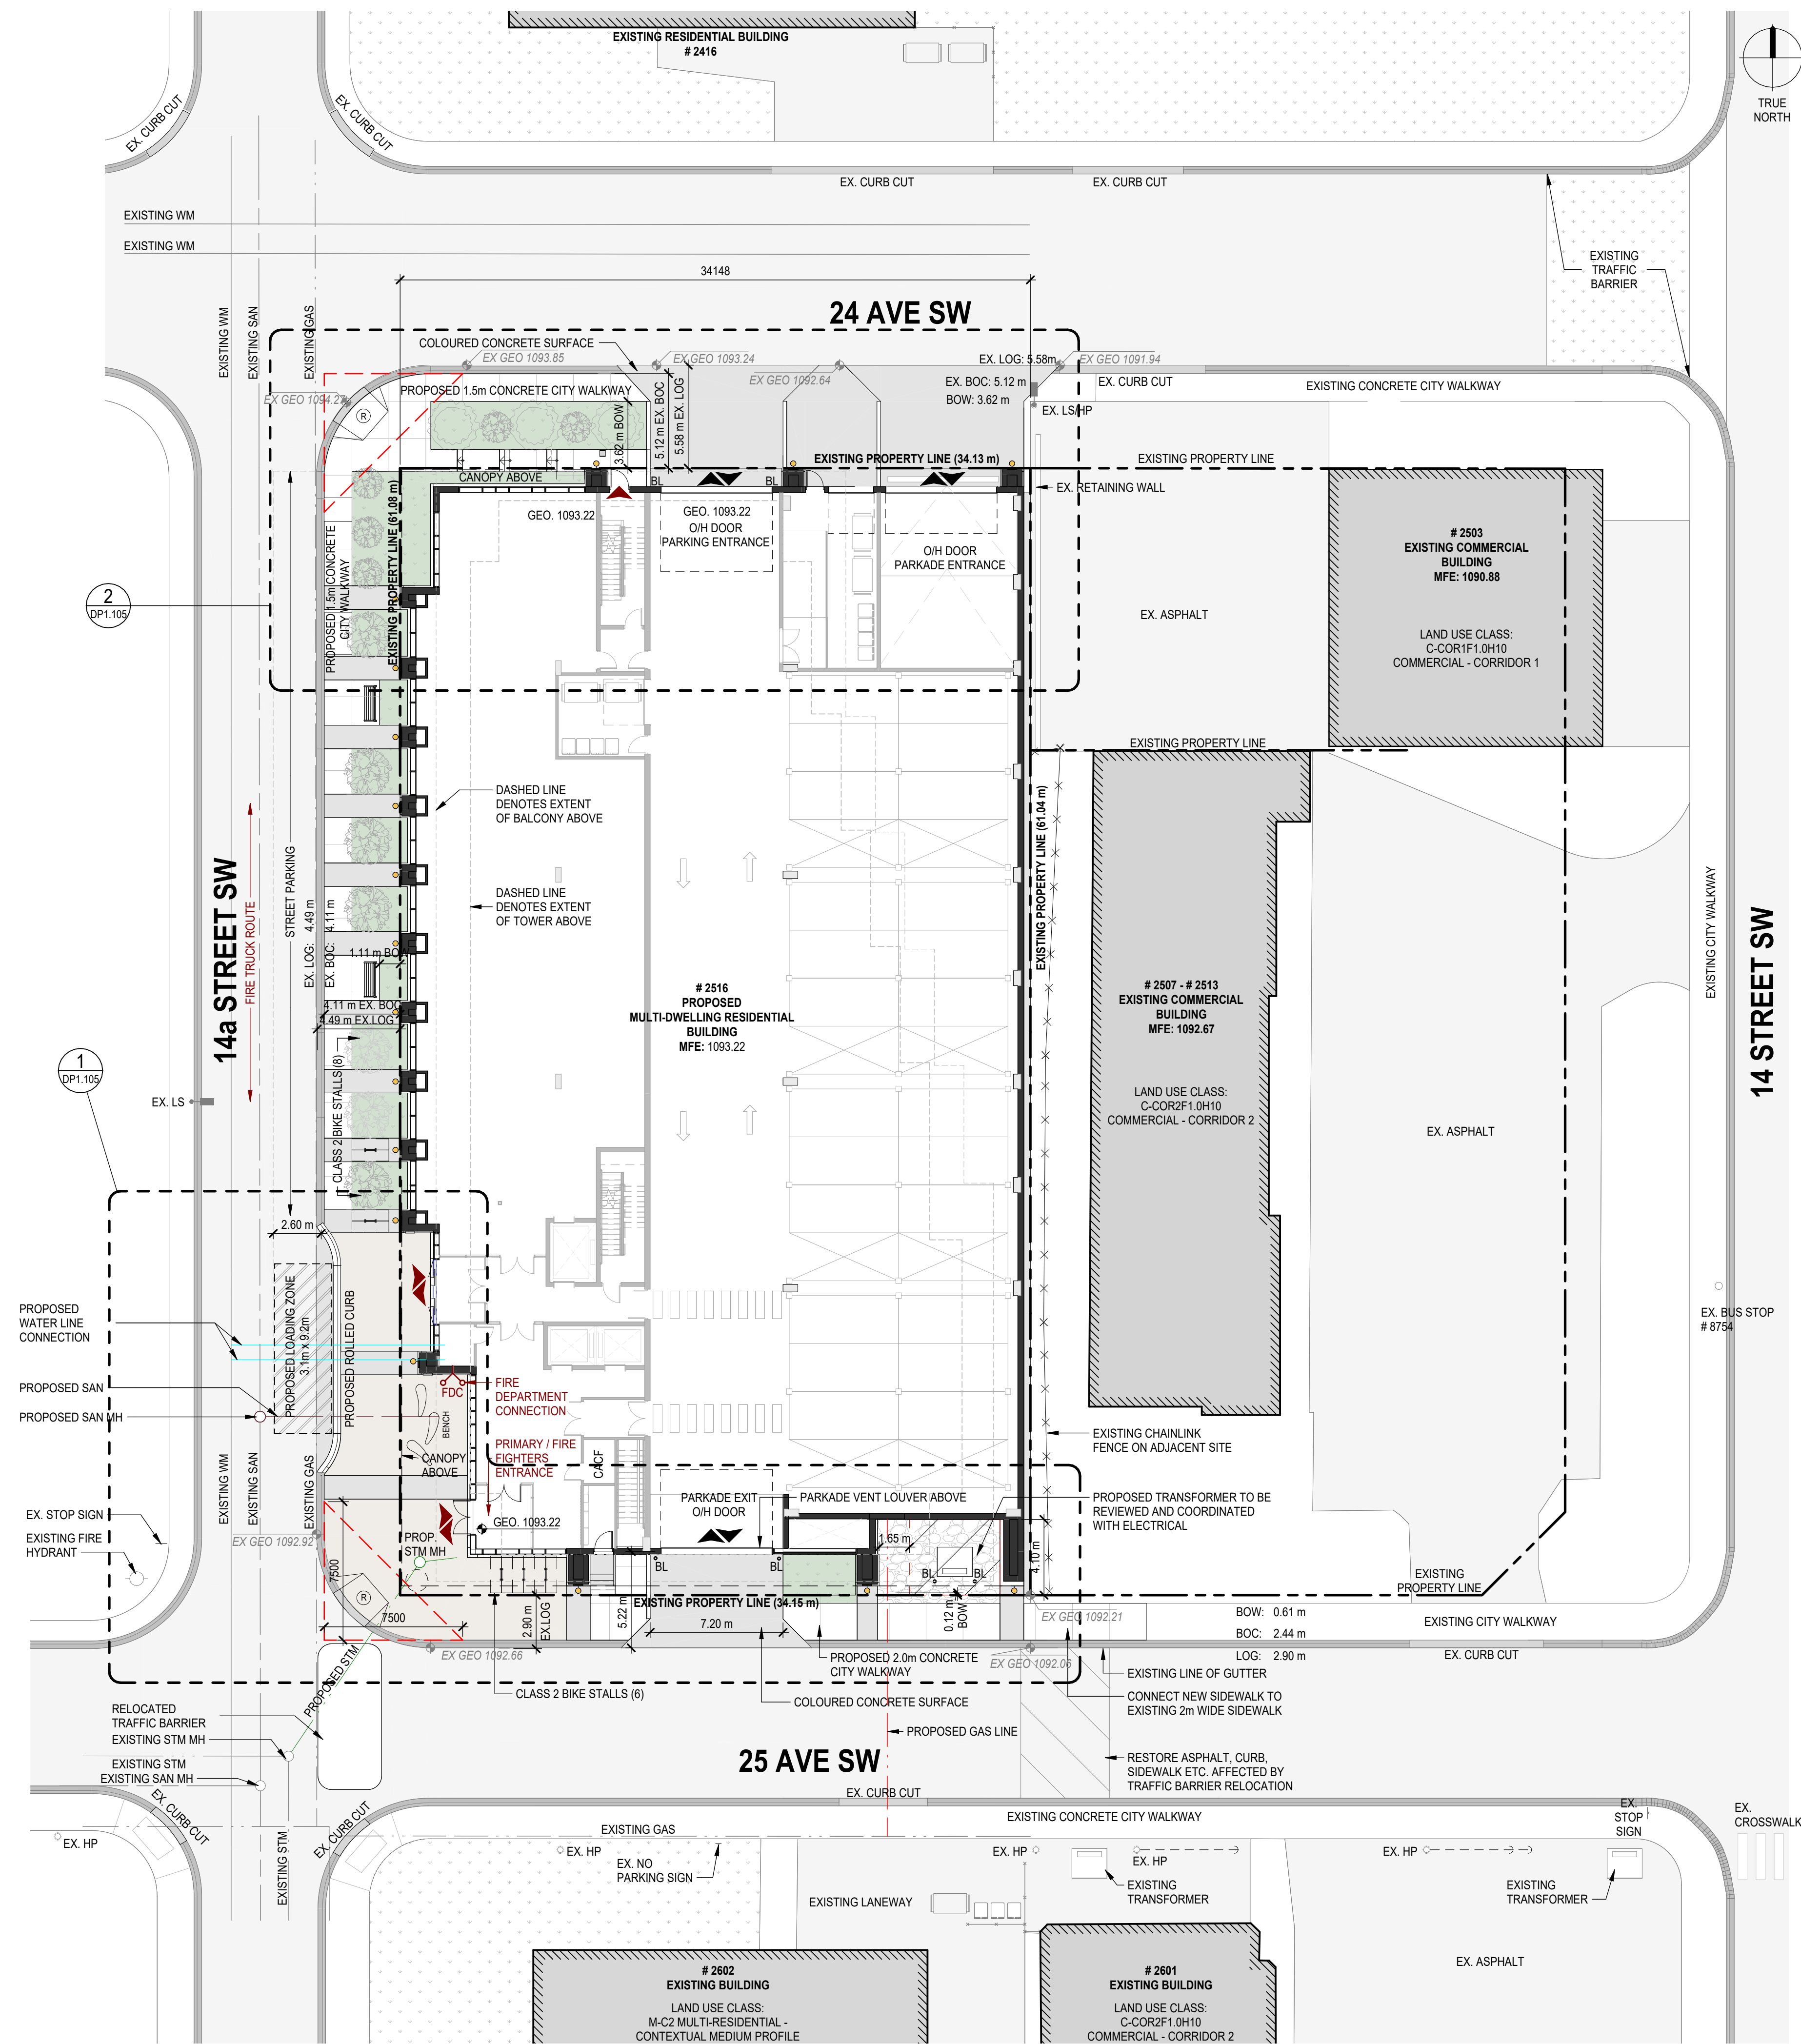 EXISTING RESIDENTIAL BUILDING
# 2416
TRUE
NORTH
EX. CURB CUT
EX. CURB CUT
EX. CURB CUT
EX. CURB CUT
EXISTING WM
EXISTING WM
EXISTING
TRAFFIC
BARRIER
34148
24 AVE SW
EXISTING WM
EXISTING SAN
EXISTING GAS
COLOURED CONCRETE SURFACE
EX GEO 1093.85
EX GEO 1093.24
EX GEO 1092.64
EX. LOG: 5.58m
EX GEO 1091.94
EX. BOC: 5.12 m
BOW: 3.62 m
EX. CURB CUT
EXISTING CONCRETE CITY WALKWAY
EX GEO 1094.27
R
PROPOSED 1.5m CONCRETE CITY WALKWAY
3.62 m BOW
5.12 m EX. BOC
5.58 m EX. LOG
EX. LS/HP
EXISTING PROPERTY LINE (34.13 m)
EXISTING PROPERTY LINE
CANOPY ABOVE
BL
BL
EX. RETAINING WALL
GEO. 1093.22
GEO. 1093.22
O/H DOOR
PARKING ENTRANCE
O/H DOOR
PARKADE ENTRANCE
# 2503
EXISTING COMMERCIAL
BUILDING
MFE: 1090.88
LAND USE CLASS:
C-COR1F1.0H10
COMMERCIAL - CORRIDOR 1
EX. ASPHALT
PROPOSED 1.5m CONCRETE
CITY WALKWAY
EXISTING PROPERTY LINE (61.08 m)
2
DP1.105
EXISTING PROPERTY LINE
DASHED LINE
DENOTES EXTENT
OF BALCONY ABOVE
DASHED LINE
DENOTES EXTENT
OF TOWER ABOVE
14a STREET SW
FIRE TRUCK ROUTE
STREET PARKING
EX. LOG: 4.49 m
EX. BOC: 4.11 m
1.11 m BOW
4.11 m EX. BOC
4.49 m EX.LOG
# 2516
PROPOSED
MULTI-DWELLING RESIDENTIAL
BUILDING
MFE: 1093.22
EXISTING PROPERTY LINE (61.04 m)
# 2507 - # 2513
EXISTING COMMERCIAL
BUILDING
MFE: 1092.67
LAND USE CLASS:
C-COR2F1.0H10
COMMERCIAL - CORRIDOR 2
EX. ASPHALT
EXISTING CITY WALKWAY
14 STREET SW
1
DP1.105
EX. LS
CLASS 2 BIKE STALLS (8)
2.60 m
PROPOSED LOADING ZONE
3.1m x 9.2m
PROPOSED ROLLED CURB
PROPOSED
WATER LINE
CONNECTION
EX. BUS STOP
# 8754
PROPOSED SAN
PROPOSED SAN MH
FDC
FIRE
DEPARTMENT
CONNECTION
BENCH
CANOPY
ABOVE
PRIMARY / FIRE
FIGHTERS
ENTRANCE
CACF
EXISTING CHAINLINK
FENCE ON ADJACENT SITE
EXISTING WM
EXISTING SAN
EXISTING GAS
PARKADE EXIT
O/H DOOR
PARKADE VENT LOUVER ABOVE
PROPOSED TRANSFORMER TO BE
REVIEWED AND COORDINATED
WITH ELECTRICAL
EX. STOP SIGN
EXISTING FIRE
HYDRANT
EX GEO 1092.92
GEO. 1093.22
PROP.
STM MH
1.65 m
4.10 m
BL
BL
BL
BL
7500
R
7500
EXISTING
PROPERTY LINE
EXISTING PROPERTY LINE (34.15 m)
2.90 m
EX.LOG
5.22 m
7.20 m
0.12 m
BOW
EX GEO 1092.21
BOW: 0.61 m
BOC: 2.44 m
LOG: 2.90 m
EXISTING CITY WALKWAY
EX. CURB CUT
EX GEO 1092.66
EX GEO 1092.06
PROPOSED 2.0m CONCRETE
CITY WALKWAY
EXISTING LINE OF GUTTER
PROPOSED STM
CLASS 2 BIKE STALLS (6)
COLOURED CONCRETE SURFACE
CONNECT NEW SIDEWALK TO
EXISTING 2m WIDE SIDEWALK
RELOCATED
TRAFFIC BARRIER
EXISTING STM MH
EXISTING STM
EXISTING SAN MH
PROPOSED GAS LINE
25 AVE SW
RESTORE ASPHALT, CURB,
SIDEWALK ETC. AFFECTED BY
TRAFFIC BARRIER RELOCATION
EX. CURB CUT
EX. CURB CUT
EX. CURB CUT
EXISTING CONCRETE CITY WALKWAY
EX.
STOP
SIGN
EX.
CROSSWALK
EX. HP
EXISTING STM
EXISTING GAS
EX. HP
EX. NO
PARKING SIGN
EX. HP
EX. HP
EX. HP
EXISTING
TRANSFORMER
EXISTING
TRANSFORMER
EXISTING LANEWAY
EX. ASPHALT
# 2602
EXISTING BUILDING
LAND USE CLASS:
M-C2 MULTI-RESIDENTIAL -
CONTEXTUAL MEDIUM PROFILE
# 2601
EXISTING BUILDING
LAND USE CLASS:
C-COR2F1.0H10
COMMERCIAL - CORRIDOR 2